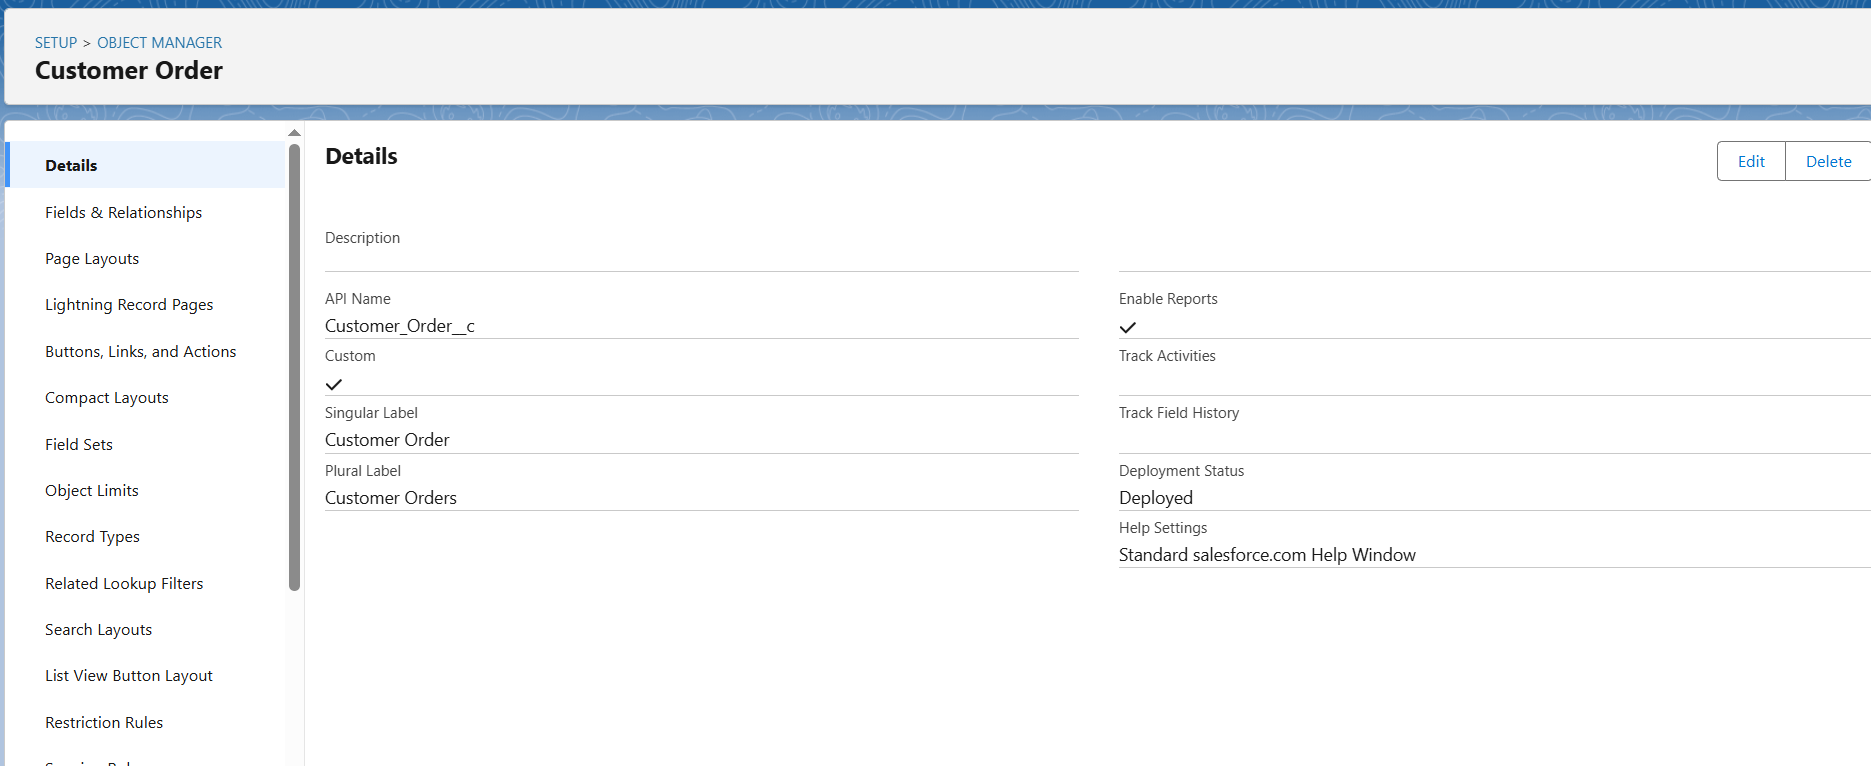 SETUP > OBJECT MANAGER
Customer Order
Details
Fields & Relationships
Page Layouts
Lightning Record Pages
Buttons, Links, and Actions
Compact Layouts
Field Sets
Object Limits
Record Types
Related Lookup Filters
Search Layouts
List View Button Layout
Restriction Rules
Details
Edit
Delete
Description
API Name
Customer_Order__c
Custom
Singular Label
Customer Order
Plural Label
Customer Orders
Enable Reports
Track Activities
Track Field History
Deployment Status
Deployed
Help Settings
Standard salesforce.com Help Window